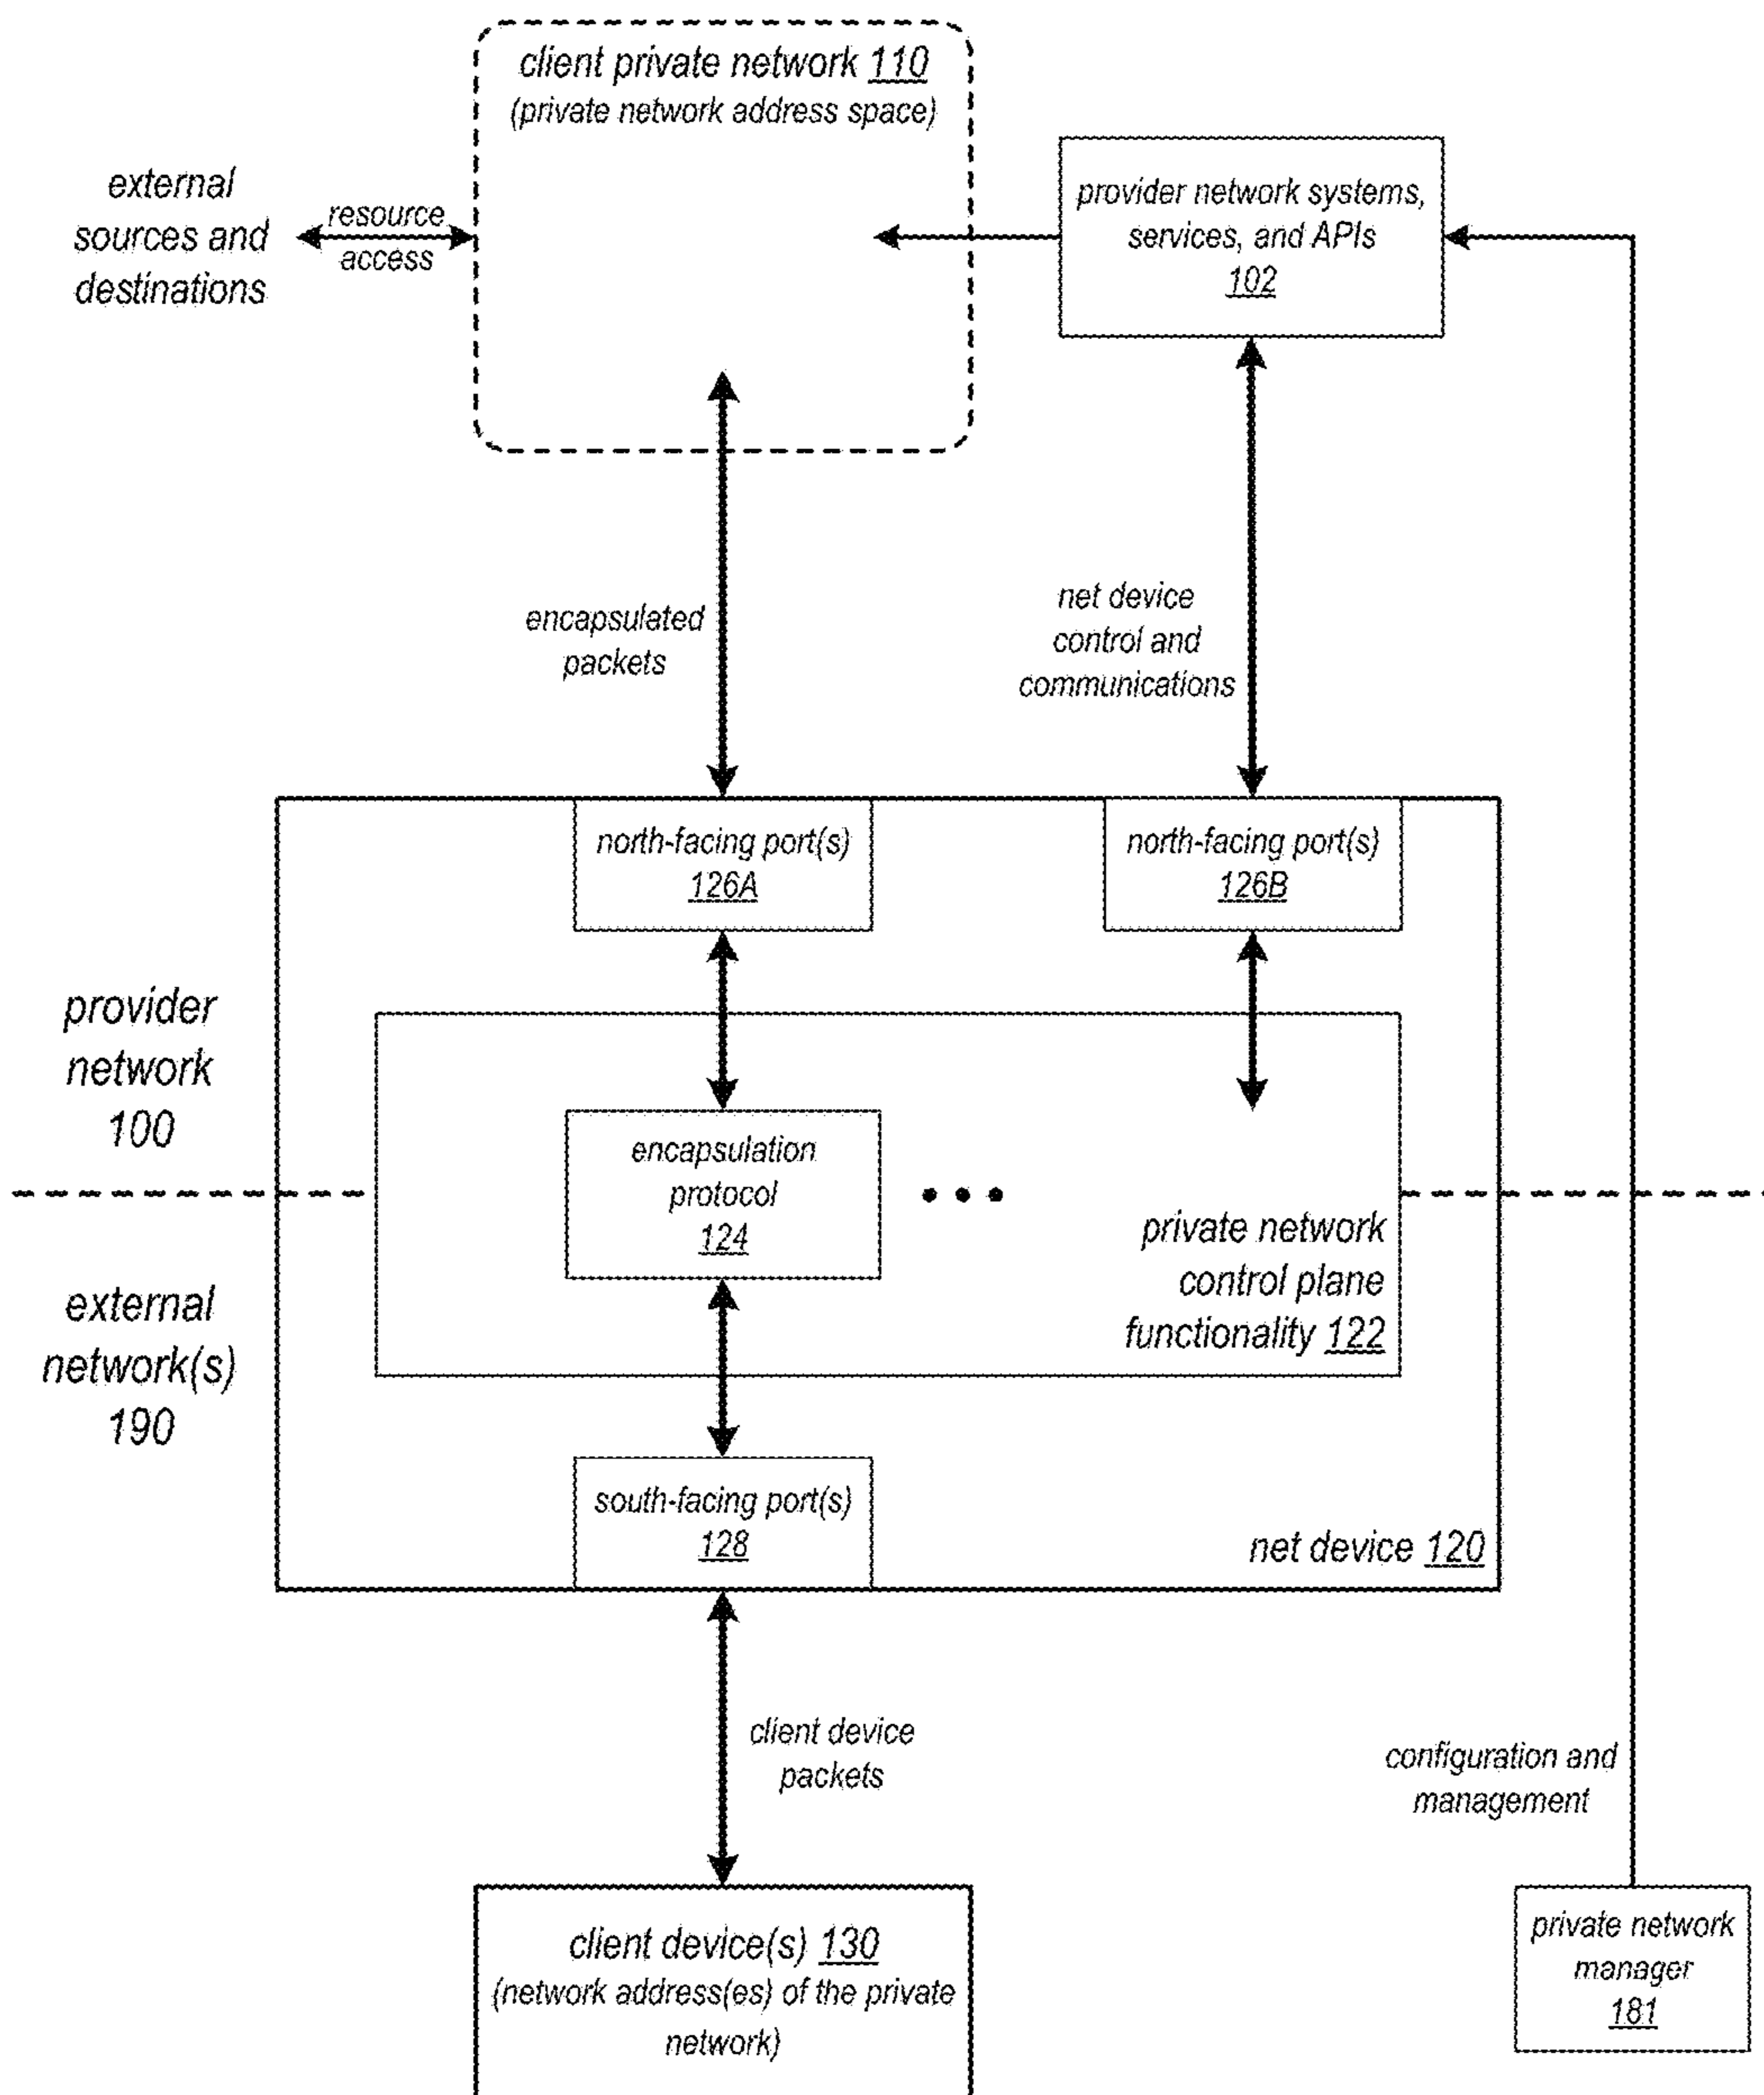 client private network 110
(private network address space)
external
sources and
destinations
resource
access
provider network systems,
services, and APIs
102
encapsulated
packets
net device
control and
communications
north-facing port(s)
126A
north-facing port(s)
126B
provider
network
100
encapsulation
protocol
124
private network
control plane
functionality 122
external
network(s)
190
south-facing port(s)
128
net device 120
client device
packets
configuration and
management
client device(s) 130
(network address(es) of the private
network)
private network
manager
181